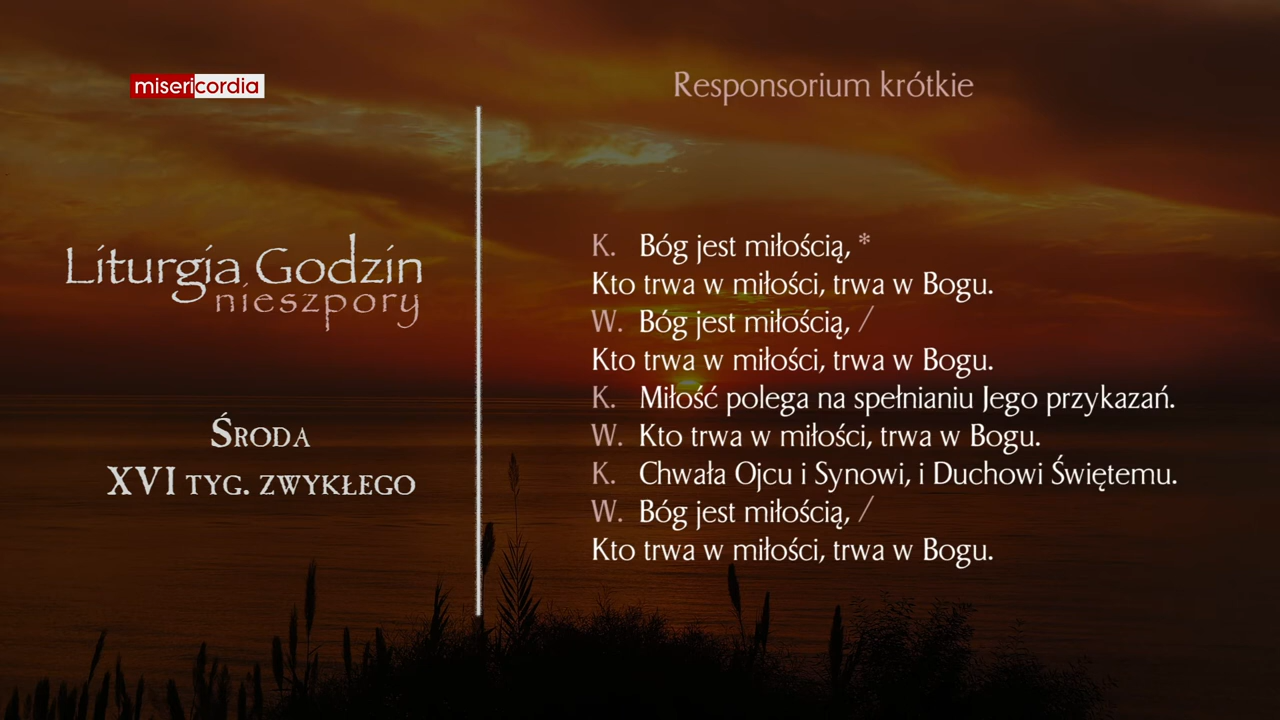 misericordia
Liturgia Godzin
nieszpory
Środa
XVI tyg. zwykłego
Responsorium krótkie
K. Bóg jest miłością, *
Kto trwa w miłości, trwa w Bogu.
W. Bóg jest miłością, /
Kto trwa w miłości, trwa w Bogu.
K. Miłość polega na spełnianiu Jego przykazań.
W. Kto trwa w miłości, trwa w Bogu.
K. Chwała Ojcu i Synowi, i Duchowi Świętemu.
W. Bóg jest miłością, /
Kto trwa w miłości, trwa w Bogu.